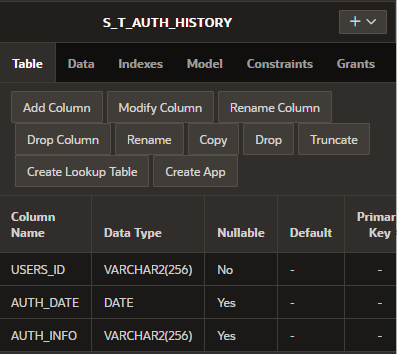 S_T_AUTH_HISTORY
Table Data Indexes Model Constraints Grants
Add Column Modify Column Rename Column
Drop Column Rename Copy Drop Truncate
Create Lookup Table Create App
Column Name Data Type Nullable Default Primar Key
USERS_ID VARCHAR2(256) No - -
AUTH_DATE DATE Yes - -
AUTH_INFO VARCHAR2(256) Yes - -